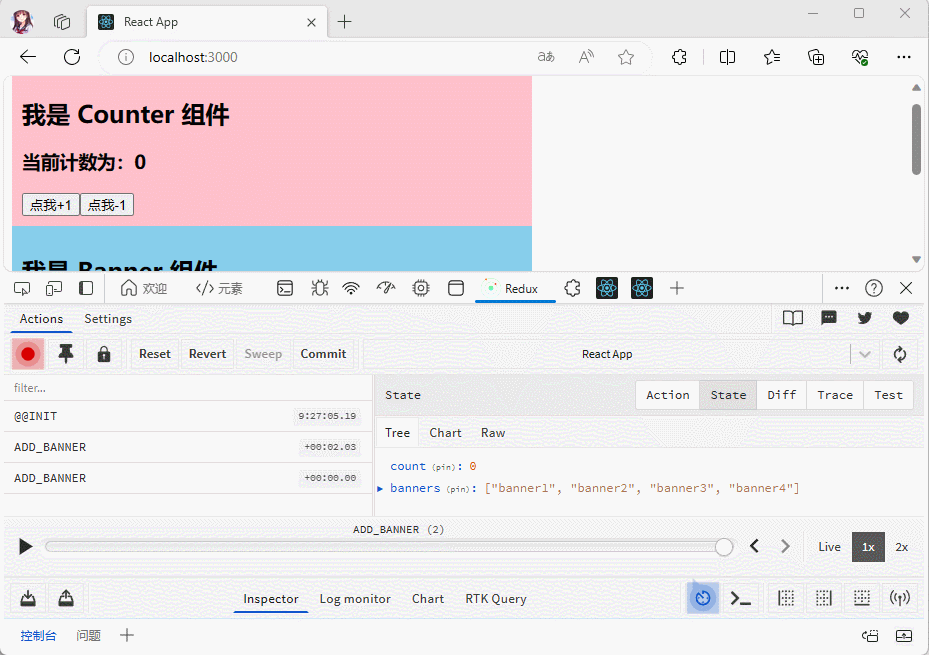 React App
localhost:3000
aあ
我是 Counter 组件
当前计数为：0
点我+1 点我-1
我是 Banner 组件
欢迎 </> 元素 Redux
Actions Settings
Reset Revert Sweep Commit React App
filter...
@@INIT 9:27:05.19
ADD_BANNER +00:02.03
ADD_BANNER +00:00.00
State Action State Diff Trace Test
Tree Chart Raw
count (pin): 0
banners (pin): ["banner1", "banner2", "banner3", "banner4"]
ADD_BANNER (2)
Live 1x 2x
Inspector Log monitor Chart RTK Query
控制台 问题